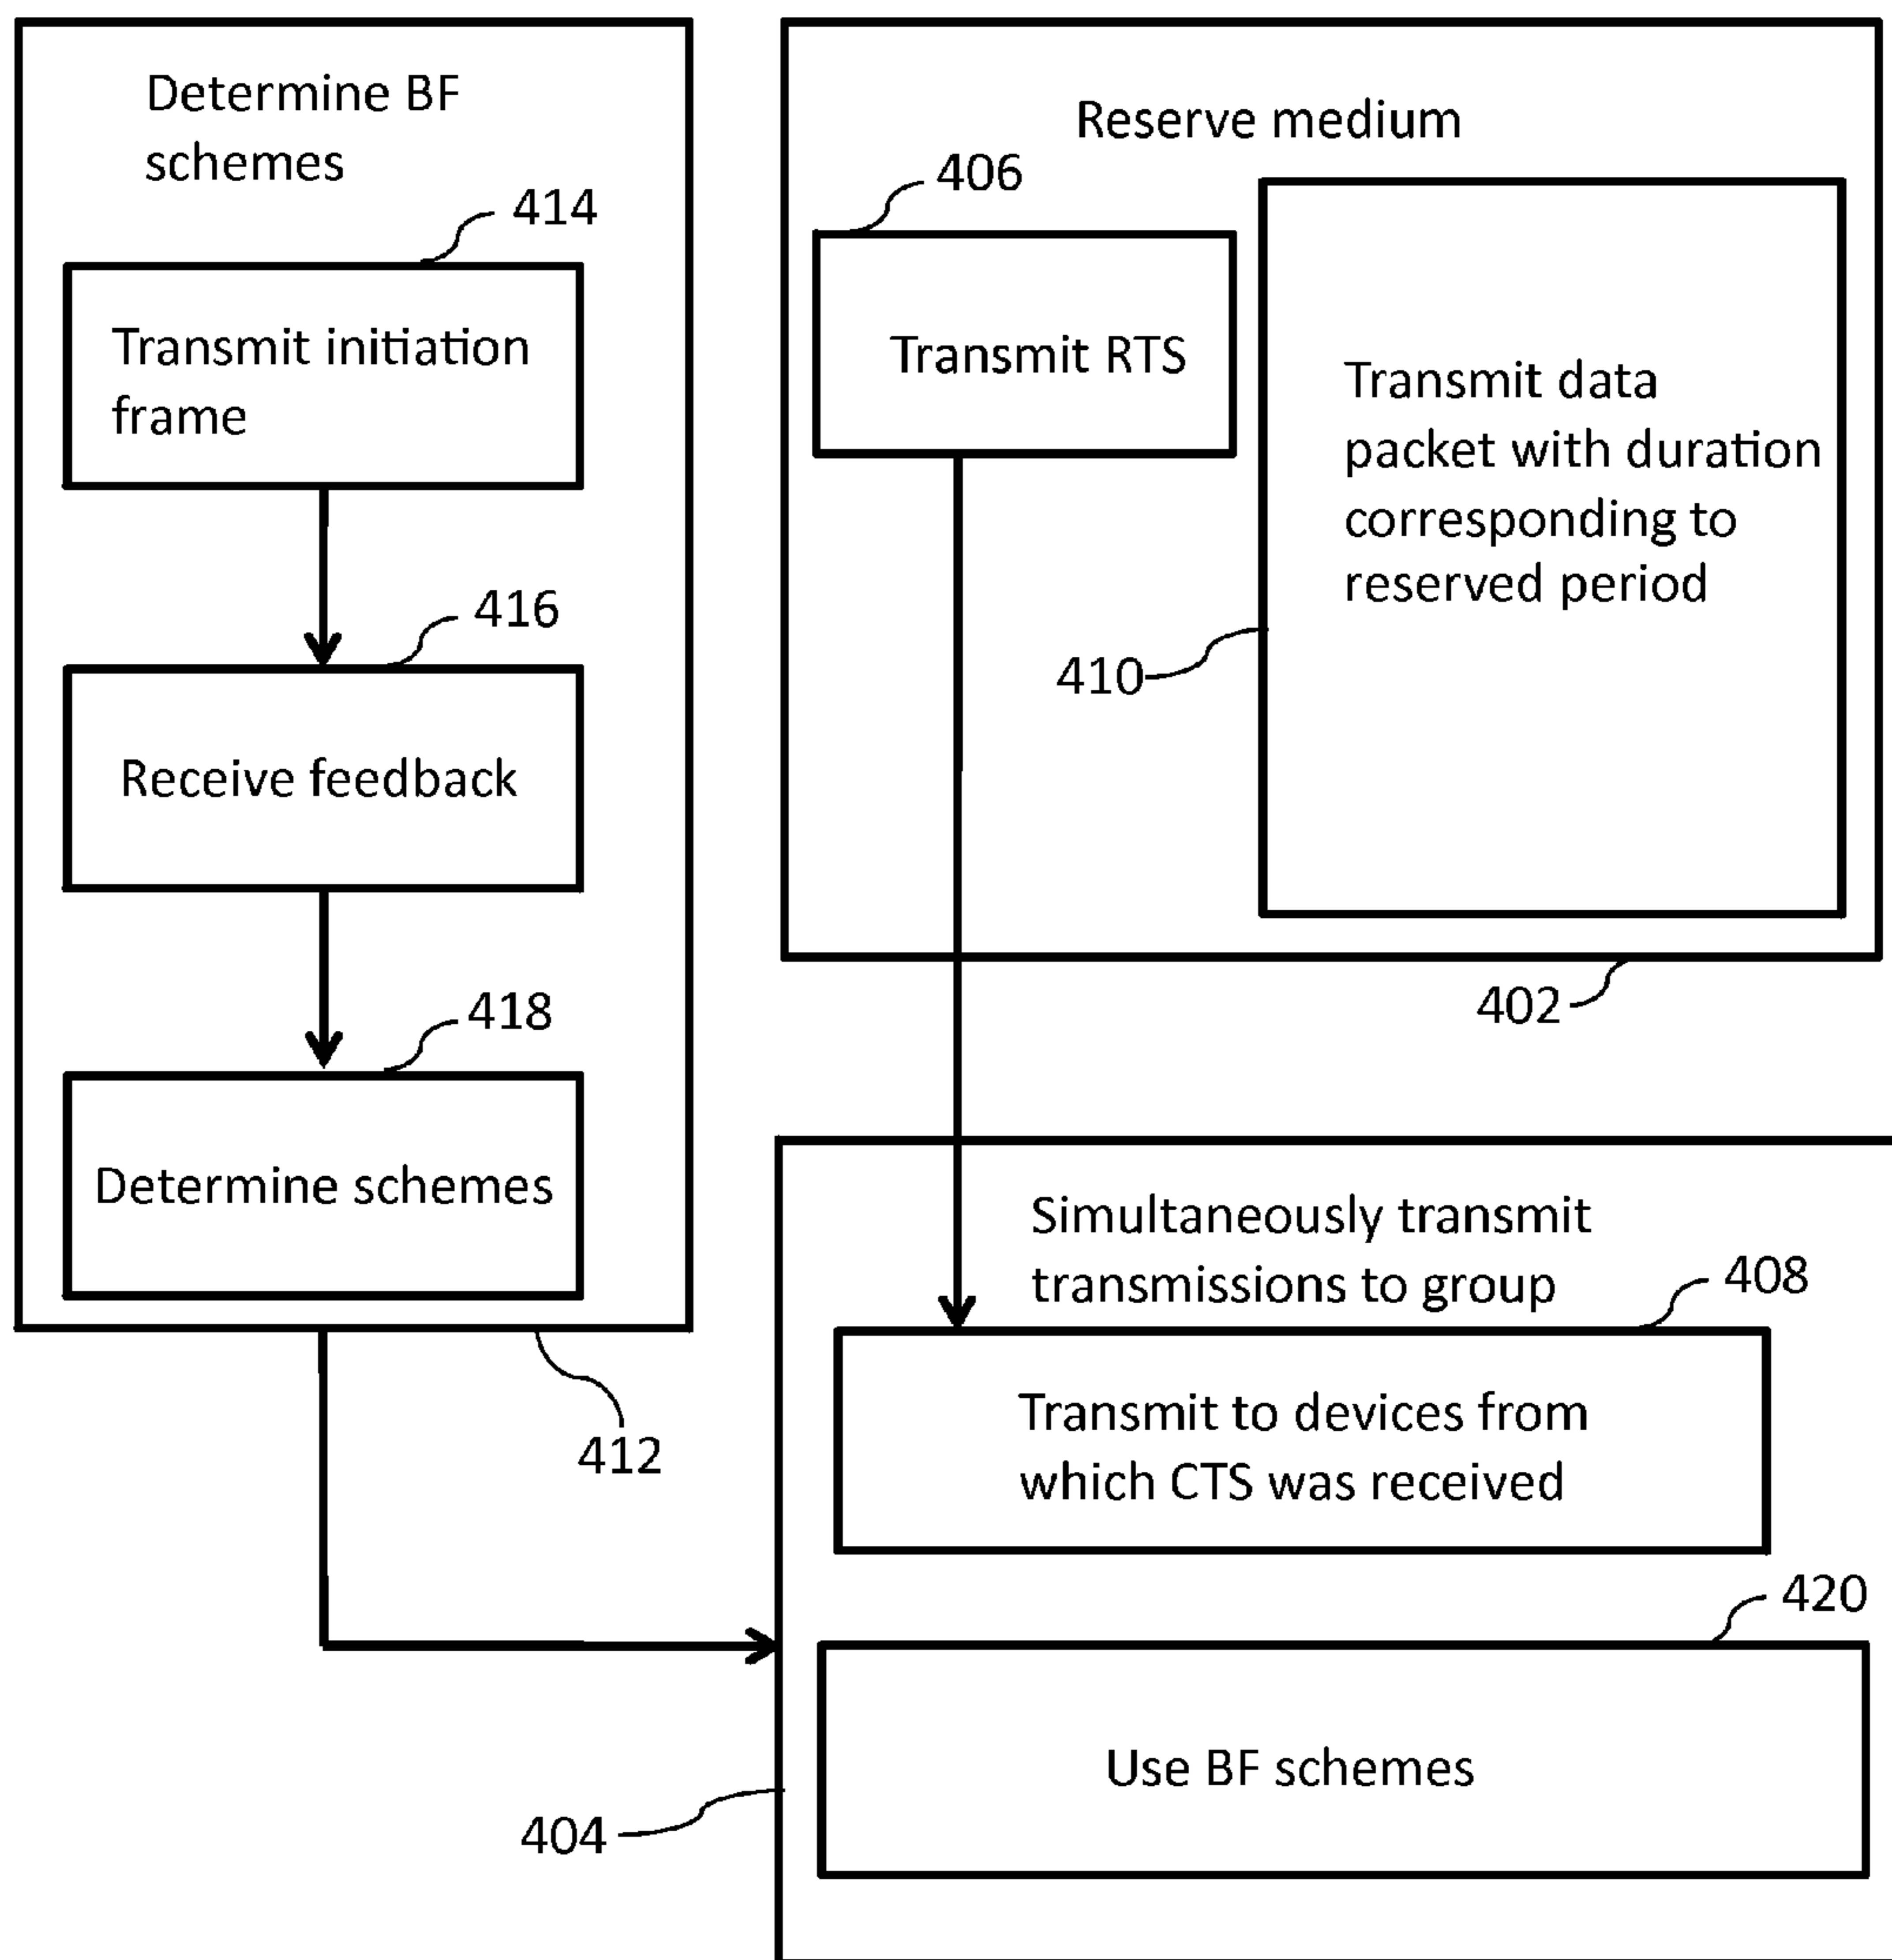 Determine BF
schemes
414
Transmit initiation
frame
416
Receive feedback
418
Determine schemes
412
Reserve medium
406
Transmit RTS
Transmit data
packet with duration
corresponding to
reserved period
410
402
Simultaneously transmit
transmissions to group
408
Transmit to devices from
which CTS was received
420
Use BF schemes
404